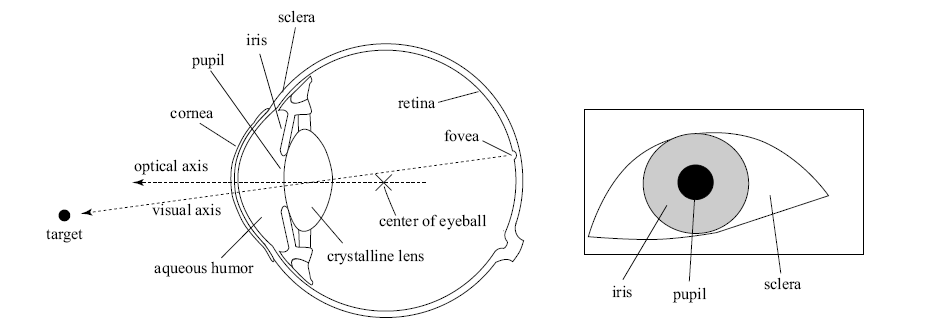 sclera
iris
pupil
cornea
retina
fovea
optical axis
visual axis
target
center of eyeball
aqueous humor
crystalline lens
iris
pupil
sclera